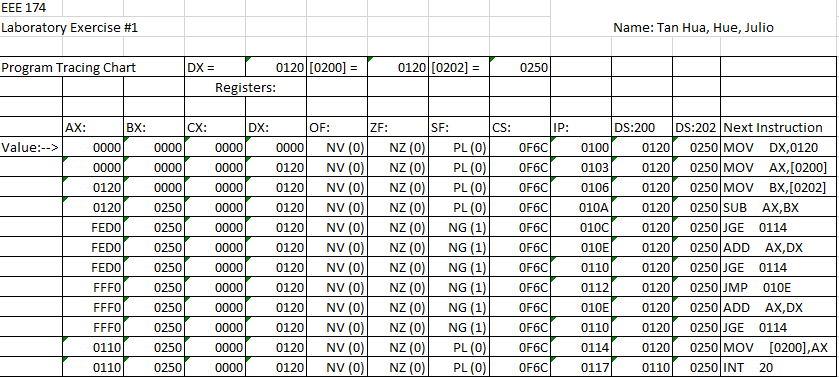 EEE 174
Laboratory Exercise #1 Name: Tan Hua, Hue, Julio
Program Tracing Chart DX = 0120 [0200] = 0120 [0202] = 0250
Registers:
AX: BX: CX: DX: OF: ZF: SF: CS: IP: DS:200 DS:202 Next Instruction
Value:--> 0000 0000 0000 0000 NV (0) NZ (0) PL (0) 0F6C 0100 0120 0250 MOV DX,0120
0000 0000 0000 0120 NV (0) NZ (0) PL (0) 0F6C 0103 0120 0250 MOV AX,[0200]
0120 0000 0000 0120 NV (0) NZ (0) PL (0) 0F6C 0106 0120 0250 MOV BX,[0202]
0120 0250 0000 0120 NV (0) NZ (0) PL (0) 0F6C 010A 0120 0250 SUB AX,BX
FED0 0250 0000 0120 NV (0) NZ (0) NG (1) 0F6C 010C 0120 0250 JGE 0114
FED0 0250 0000 0120 NV (0) NZ (0) NG (1) 0F6C 010E 0120 0250 ADD AX,DX
FED0 0250 0000 0120 NV (0) NZ (0) NG (1) 0F6C 0110 0120 0250 JGE 0114
FFF0 0250 0000 0120 NV (0) NZ (0) NG (1) 0F6C 0112 0120 0250 JMP 010E
FFF0 0250 0000 0120 NV (0) NZ (0) NG (1) 0F6C 010E 0120 0250 ADD AX,DX
FFF0 0250 0000 0120 NV (0) NZ (0) NG (1) 0F6C 0110 0120 0250 JGE 0114
0110 0250 0000 0120 NV (0) NZ (0) PL (0) 0F6C 0114 0120 0250 MOV [0200],AX
0110 0250 0000 0120 NV (0) NZ (0) PL (0) 0F6C 0117 0110 0250 INT 20